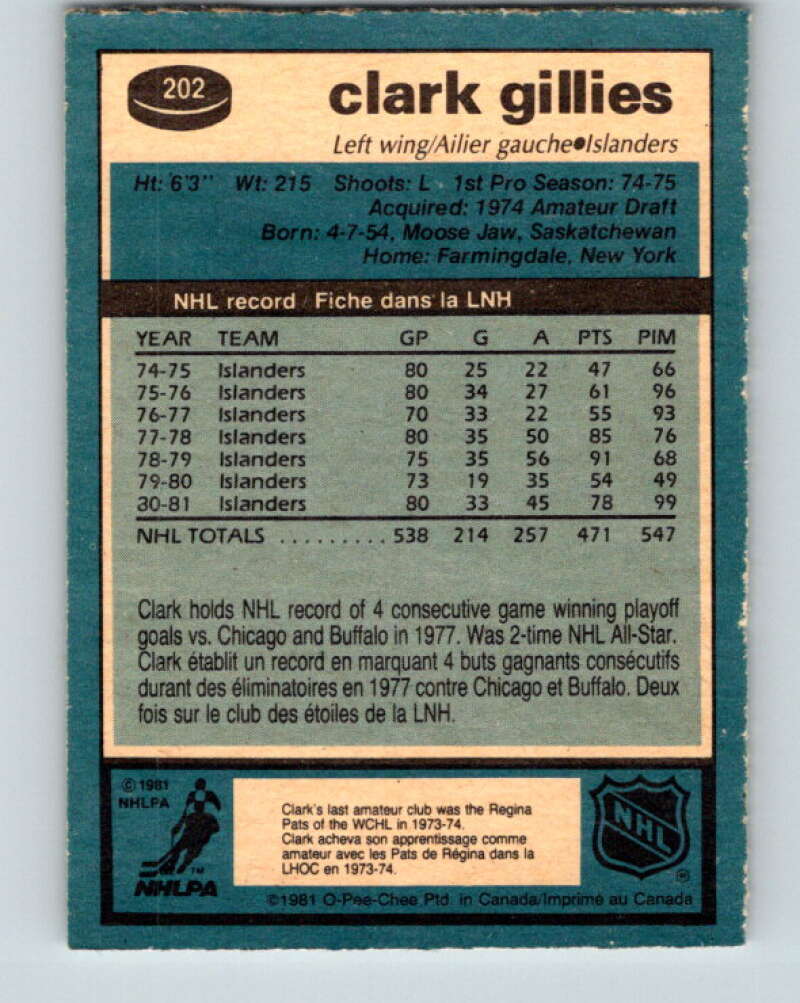 202
clark gillies
Left wing/Ailier gauche•Islanders
Ht: 6'3" Wt: 215 Shoots: L 1st Pro Season: 74-75
Acquired: 1974 Amateur Draft
Born: 4-7-54, Moose Jaw, Saskatchewan
Home: Farmingdale, New York
NHL record/Fiche dans la LNH
YEAR TEAM GP G A PTS PIM
74-75 Islanders 80 25 22 47 66
75-76 Islanders 80 34 27 61 96
76-77 Islanders 70 33 22 55 93
77-78 Islanders 80 35 50 85 76
78-79 Islanders 75 35 56 91 68
79-80 Islanders 73 19 35 54 49
30-81 Islanders 80 33 45 78 99
NHL TOTALS ......... 538 214 257 471 547
Clark holds NHL record of 4 consecutive game winning playoff
goals vs. Chicago and Buffalo in 1977. Was 2-time NHL All-Star.
Clark établit un record en marquant 4 buts gagnants consécutifs
durant des éliminatoires en 1977 contre Chicago et Buffalo. Deux
fois sur le club des étoiles de la LNH.
© 1981
NHLPA
TM
NHLPA
Clark's last amateur club was the Regina
Pats of the WCHL in 1973-74.
Clark acheva son apprentissage comme
amateur avec les Pats de Régina dans la
LHOC en 1973-74.
NHL
®
©1981 O-Pee-Chee Ptd. in Canada/Imprimé au Canada